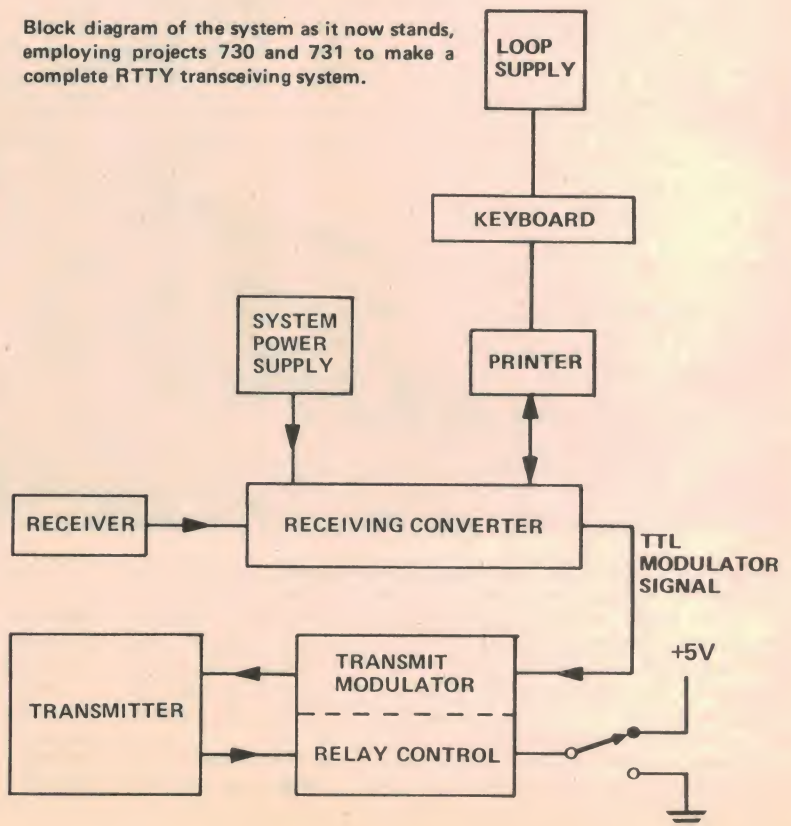 Block diagram of the system as it now stands,
employing projects 730 and 731 to make a
complete RTTY transceiving system.
LOOP
SUPPLY
KEYBOARD
SYSTEM
POWER
SUPPLY
PRINTER
RECEIVER
RECEIVING CONVERTER
TTL
MODULATOR
SIGNAL
+5V
TRANSMITTER
TRANSMIT
MODULATOR
RELAY CONTROL